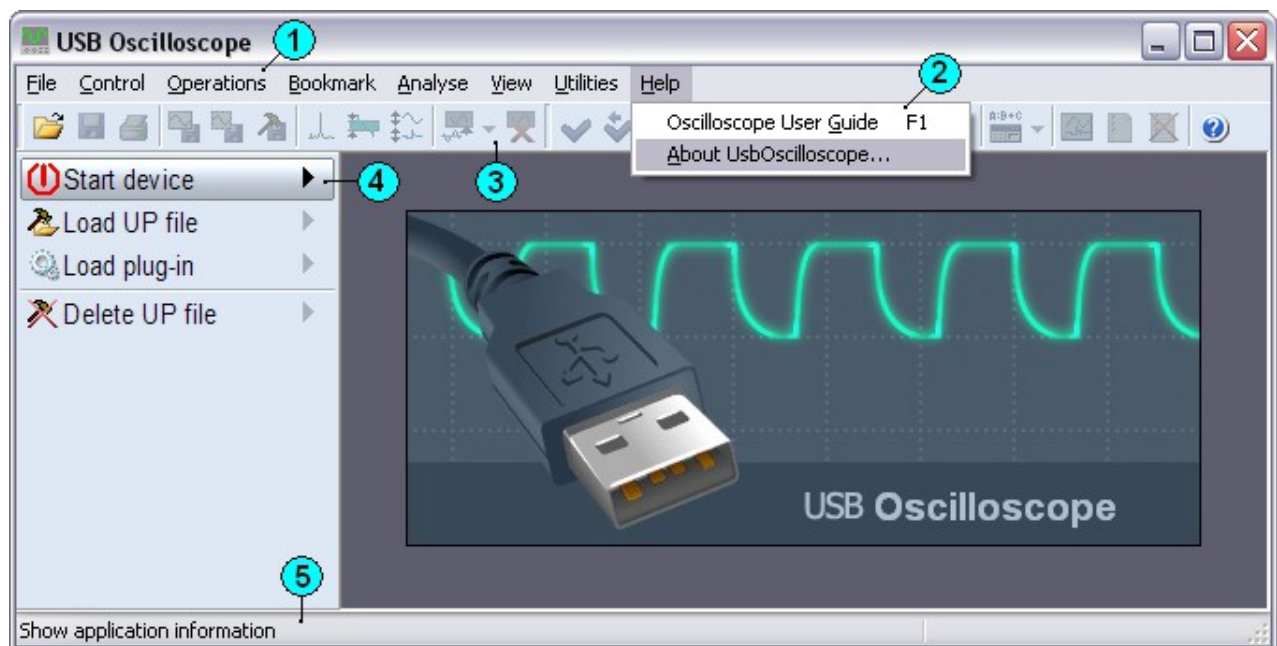 USB Oscilloscope
1
File Control Operations Bookmark Analyse View Utilities Help
2
Oscilloscope User Guide F1
A:B+C
About UsbOscilloscope...
3
Start device
4
Load UP file
Load plug-in
Delete UP file
USB Oscilloscope
5
Show application information